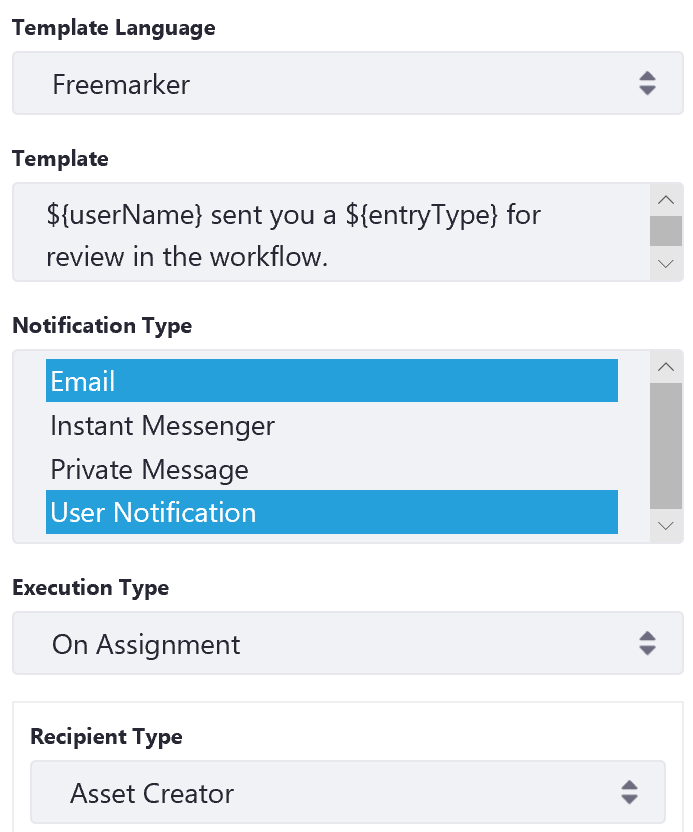 Template Language
Freemarker
Template
${userName} sent you a ${entryType} for
review in the workflow.
Notification Type
Email
Instant Messenger
Private Message
User Notification
Execution Type
On Assignment
Recipient Type
Asset Creator